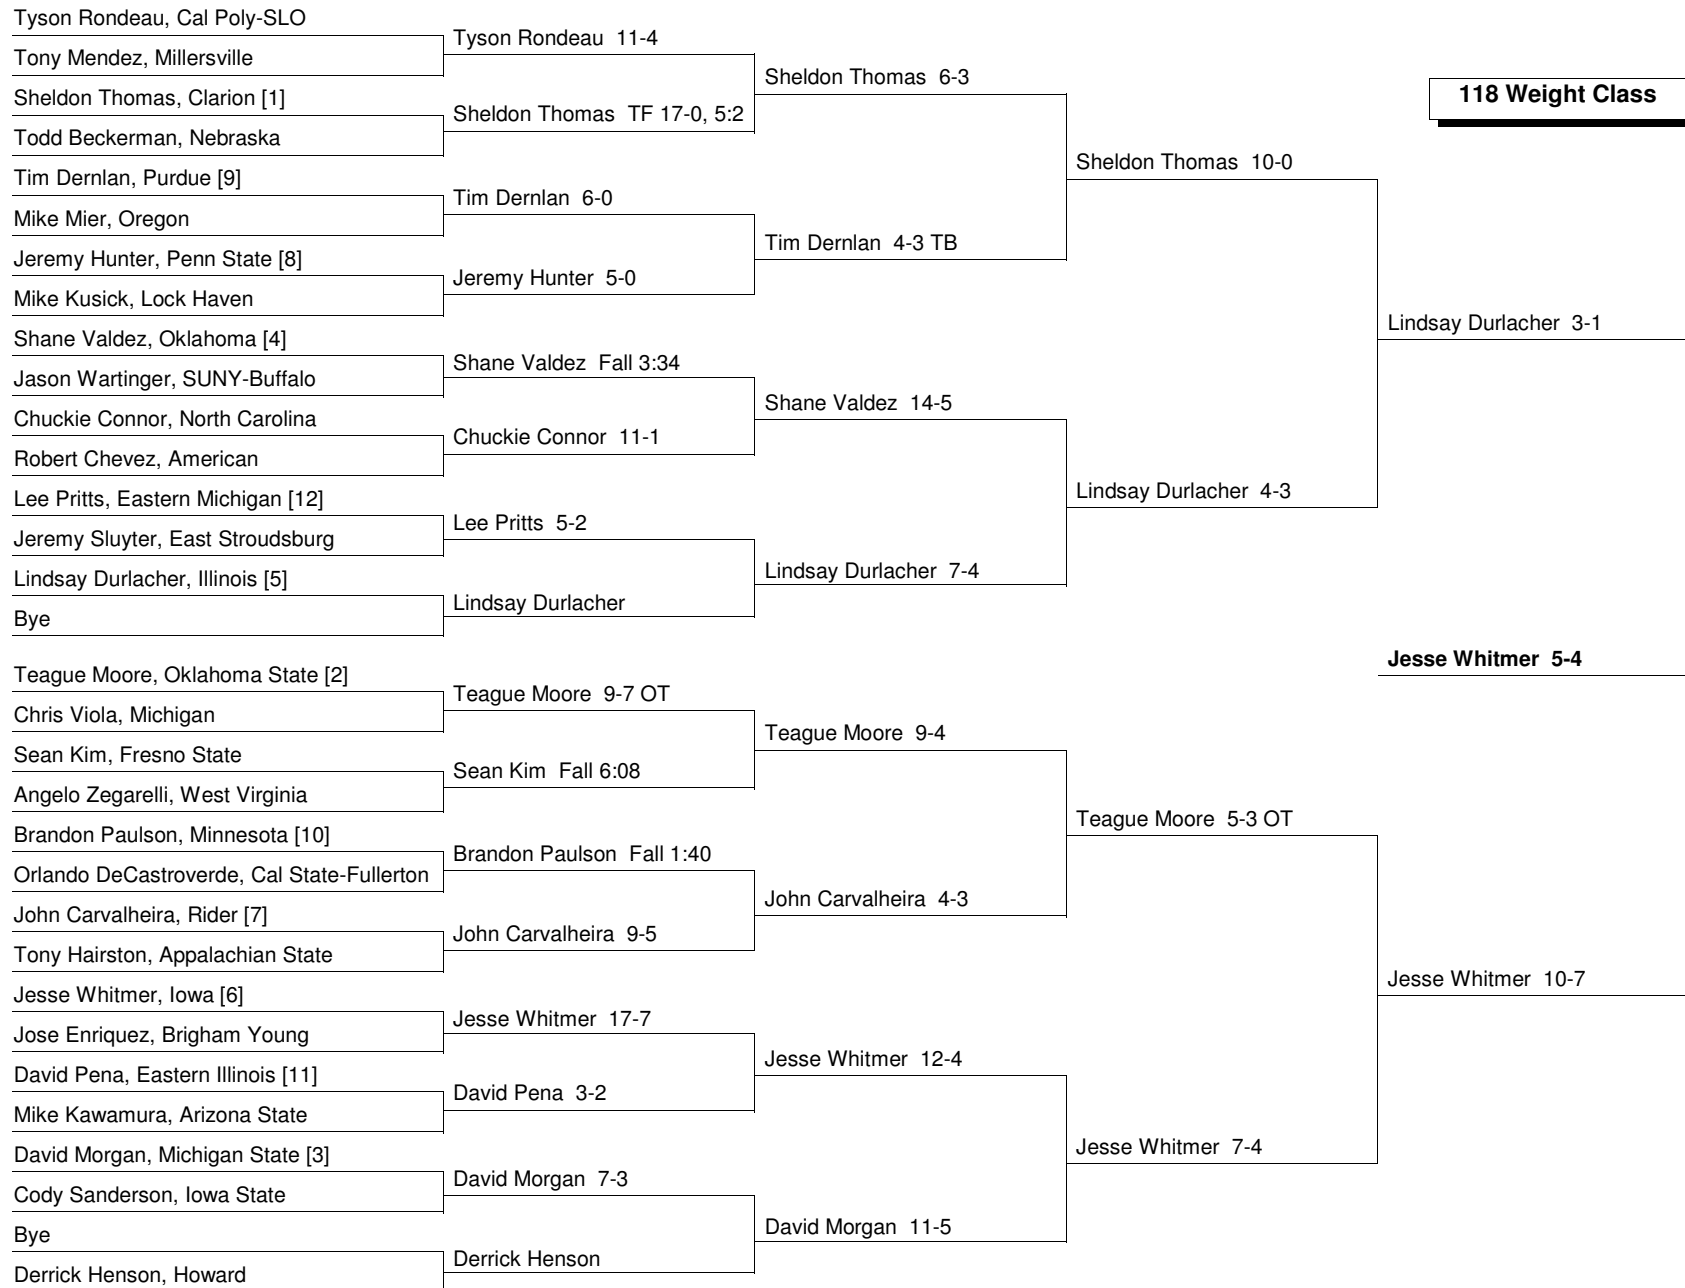 Tyson Rondeau, Cal Poly-SLO
Tony Mendez, Millersville
Sheldon Thomas, Clarion [1]
Todd Beckerman, Nebraska
Tim Dernlan, Purdue [9]
Mike Mier, Oregon
Jeremy Hunter, Penn State [8]
Mike Kusick, Lock Haven
Shane Valdez, Oklahoma [4]
Jason Wartinger, SUNY-Buffalo
Chuckie Connor, North Carolina
Robert Chevez, American
Lee Pritts, Eastern Michigan [12]
Jeremy Sluyter, East Stroudsburg
Lindsay Durlacher, Illinois [5]
Bye
Teague Moore, Oklahoma State [2]
Chris Viola, Michigan
Sean Kim, Fresno State
Angelo Zegarelli, West Virginia
Brandon Paulson, Minnesota [10]
Orlando DeCastroverde, Cal State-Fullerton
John Carvalheira, Rider [7]
Tony Hairston, Appalachian State
Jesse Whitmer, Iowa [6]
Jose Enriquez, Brigham Young
David Pena, Eastern Illinois [11]
Mike Kawamura, Arizona State
David Morgan, Michigan State [3]
Cody Sanderson, Iowa State
Bye
Derrick Henson, Howard
Tyson Rondeau 11-4
Sheldon Thomas TF 17-0, 5:2
Tim Dernlan 6-0
Jeremy Hunter 5-0
Shane Valdez Fall 3:34
Chuckie Connor 11-1
Lee Pritts 5-2
Lindsay Durlacher
Teague Moore 9-7 OT
Sean Kim Fall 6:08
Brandon Paulson Fall 1:40
John Carvalheira 9-5
Jesse Whitmer 17-7
David Pena 3-2
David Morgan 7-3
Derrick Henson
Sheldon Thomas 6-3
Tim Dernlan 4-3 TB
Shane Valdez 14-5
Lindsay Durlacher 7-4
Teague Moore 9-4
John Carvalheira 4-3
Jesse Whitmer 12-4
David Morgan 11-5
Sheldon Thomas 10-0
Lindsay Durlacher 4-3
Teague Moore 5-3 OT
Jesse Whitmer 7-4
118 Weight Class
Lindsay Durlacher 3-1
Jesse Whitmer 5-4
Jesse Whitmer 10-7